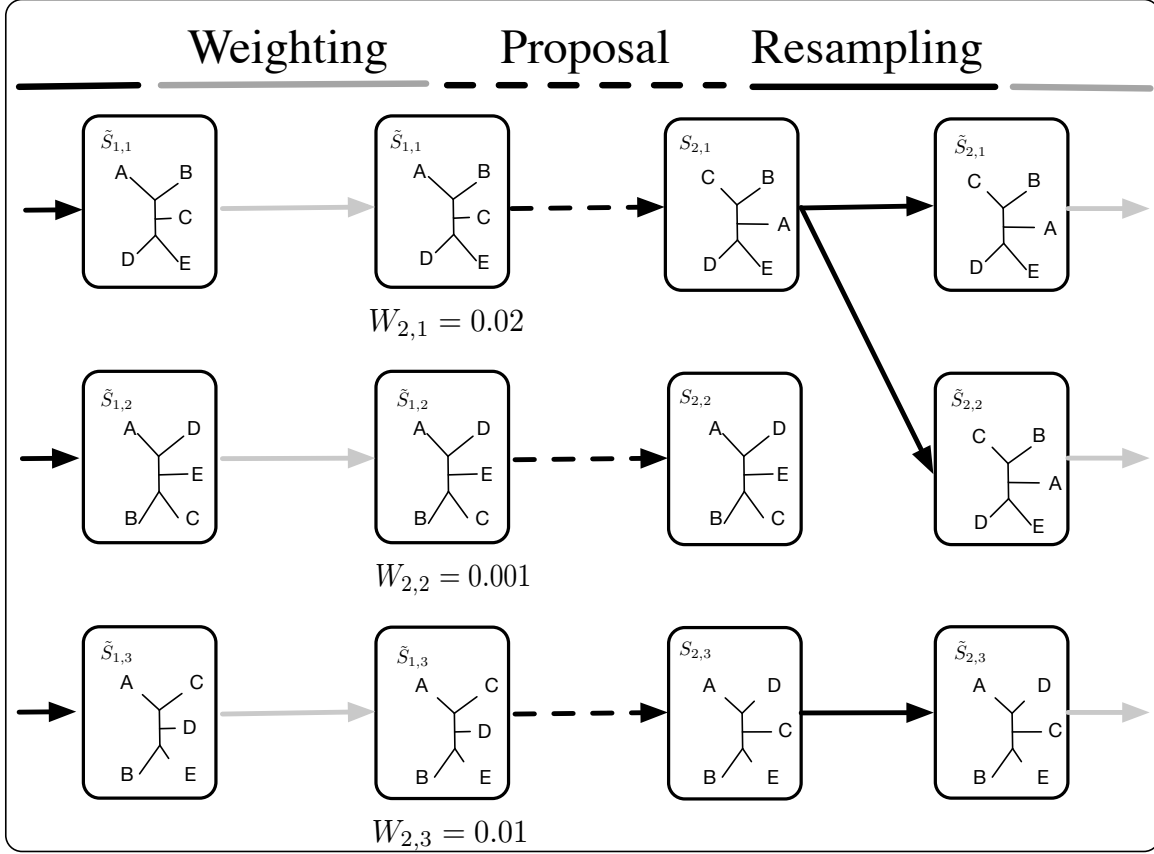 Weighting Proposal Resampling
S̃₁,₁ S̃₁,₁ S₂,₁ S̃₂,₁
A B A B C B C B
C C A A
D E D E D E D E
W₂,₁ = 0.02
S̃₁,₂ S̃₁,₂ S₂,₂ S̃₂,₂
A D A D A D C B
E E E A
B C B C B C D E
W₂,₂ = 0.001
S̃₁,₃ S̃₁,₃ S₂,₃ S̃₂,₃
A C A C A D A D
D D C C
B E B E B E B E
W₂,₃ = 0.01